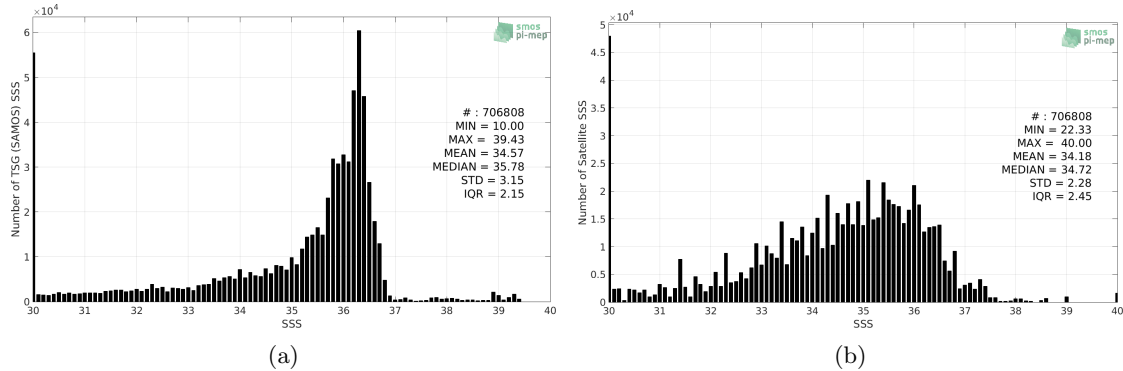 ×10⁴
6
5
4
3
2
1
0
30 31 32 33 34 35 36 37 38 39 40
SSS
Number of TSG (SAMOS) SSS
smos
pi-mep
# : 706808
MIN = 10.00
MAX = 39.43
MEAN = 34.57
MEDIAN = 35.78
STD = 3.15
IQR = 2.15
(a)
×10⁴
5
4.5
4
3.5
3
2.5
2
1.5
1
0.5
0
30 31 32 33 34 35 36 37 38 39 40
SSS
Number of Satellite SSS
smos
pi-mep
# : 706808
MIN = 22.33
MAX = 40.00
MEAN = 34.18
MEDIAN = 34.72
STD = 2.28
IQR = 2.45
(b)